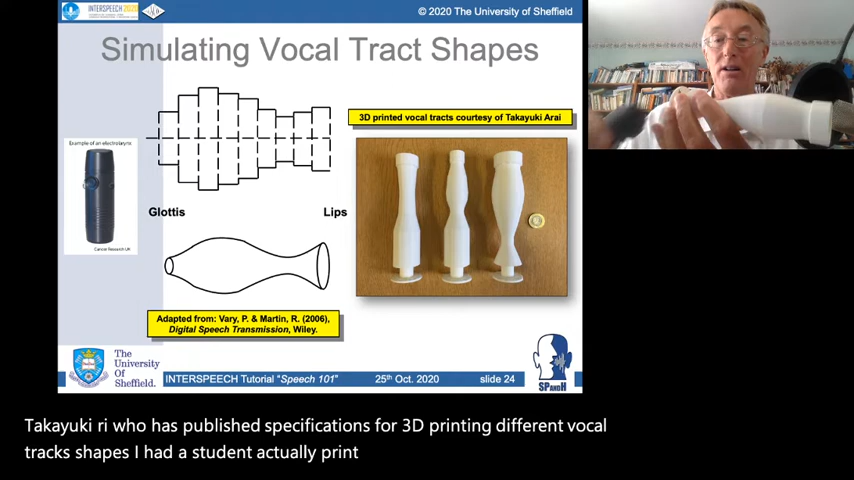 INTERSPEECH 2020
© 2020 The University of Sheffield
Simulating Vocal Tract Shapes
3D printed vocal tracts courtesy of Takayuki Arai
Example of an electrolarynx
Cancer Research UK
Glottis
Lips
Adapted from: Vary, P. & Martin, R. (2006),
Digital Speech Transmission, Wiley.
The
University
Of
Sheffield.
SPandH
INTERSPEECH Tutorial "Speech 101"
25th Oct. 2020
slide 24
Takayuki ri who has published specifications for 3D printing different vocal
tracks shapes I had a student actually print